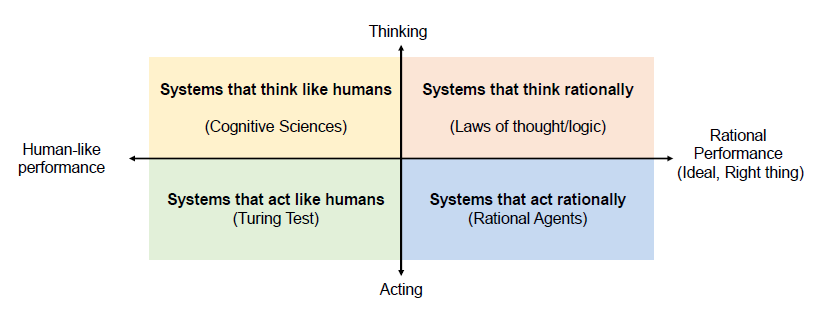 Thinking
Systems that think like humans
(Cognitive Sciences)
Systems that think rationally
(Laws of thought/logic)
Human-like
performance
Rational
Performance
(Ideal, Right thing)
Systems that act like humans
(Turing Test)
Systems that act rationally
(Rational Agents)
Acting